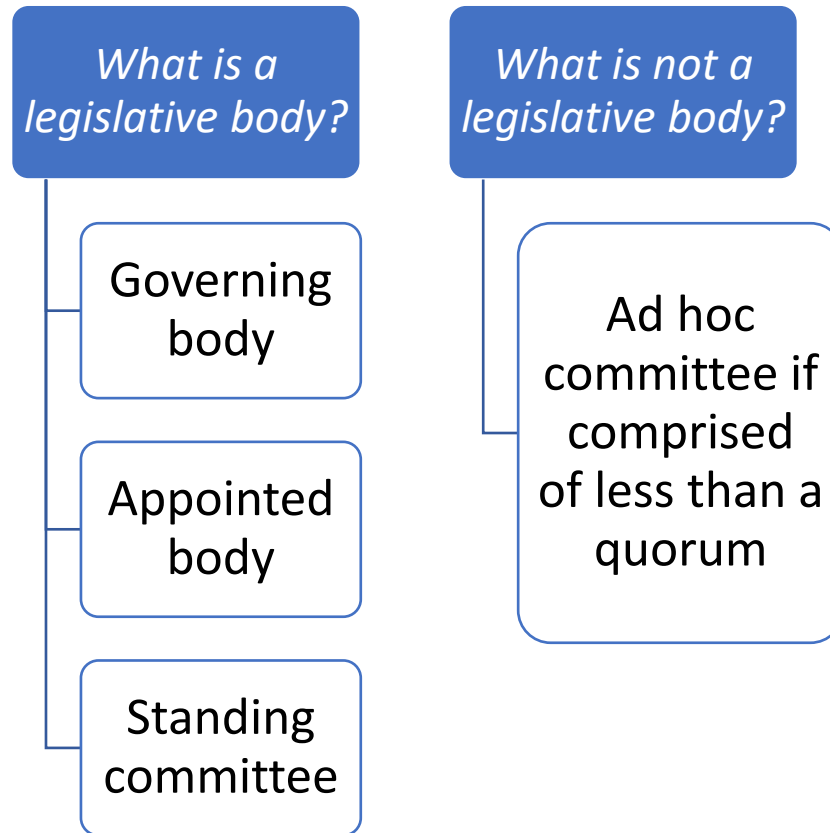 What is a
legislative body?
Governing
body
Appointed
body
Standing
committee
What is not a
legislative body?
Ad hoc
committee if
comprised
of less than a
quorum